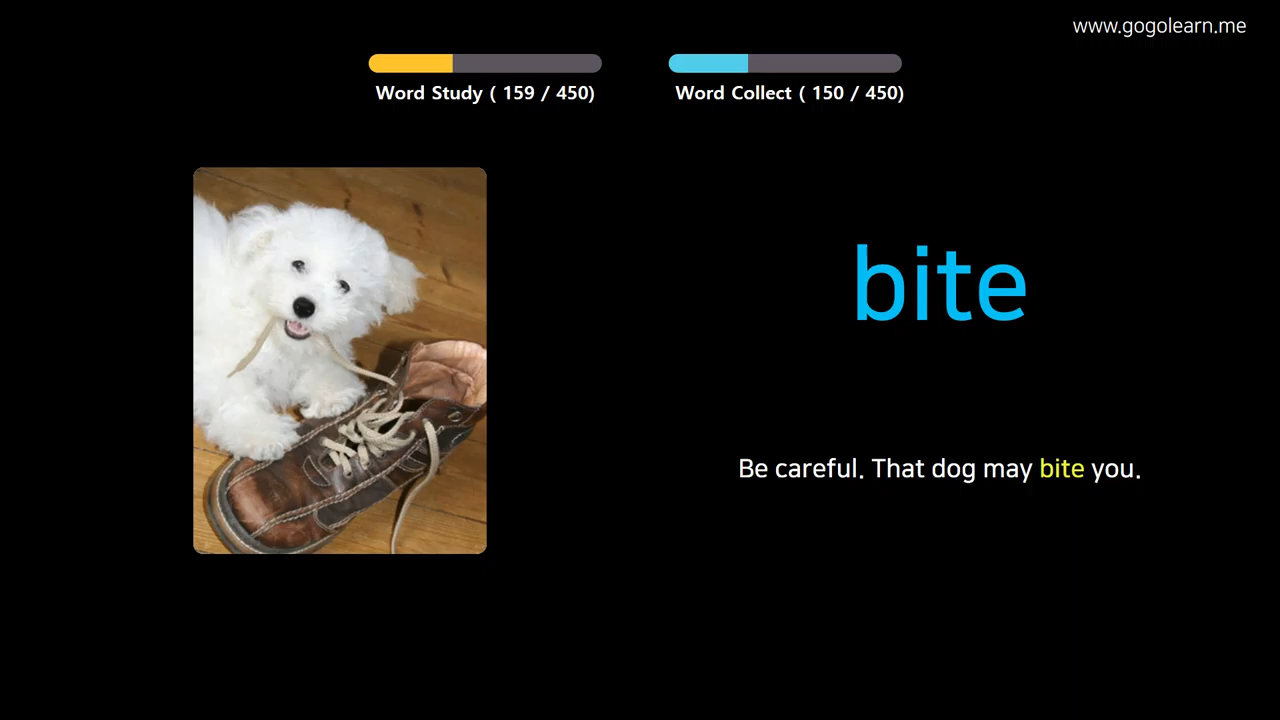 www.gogolearn.me
Word Study ( 159 / 450)
Word Collect ( 150 / 450)
bite
Be careful. That dog may bite you.